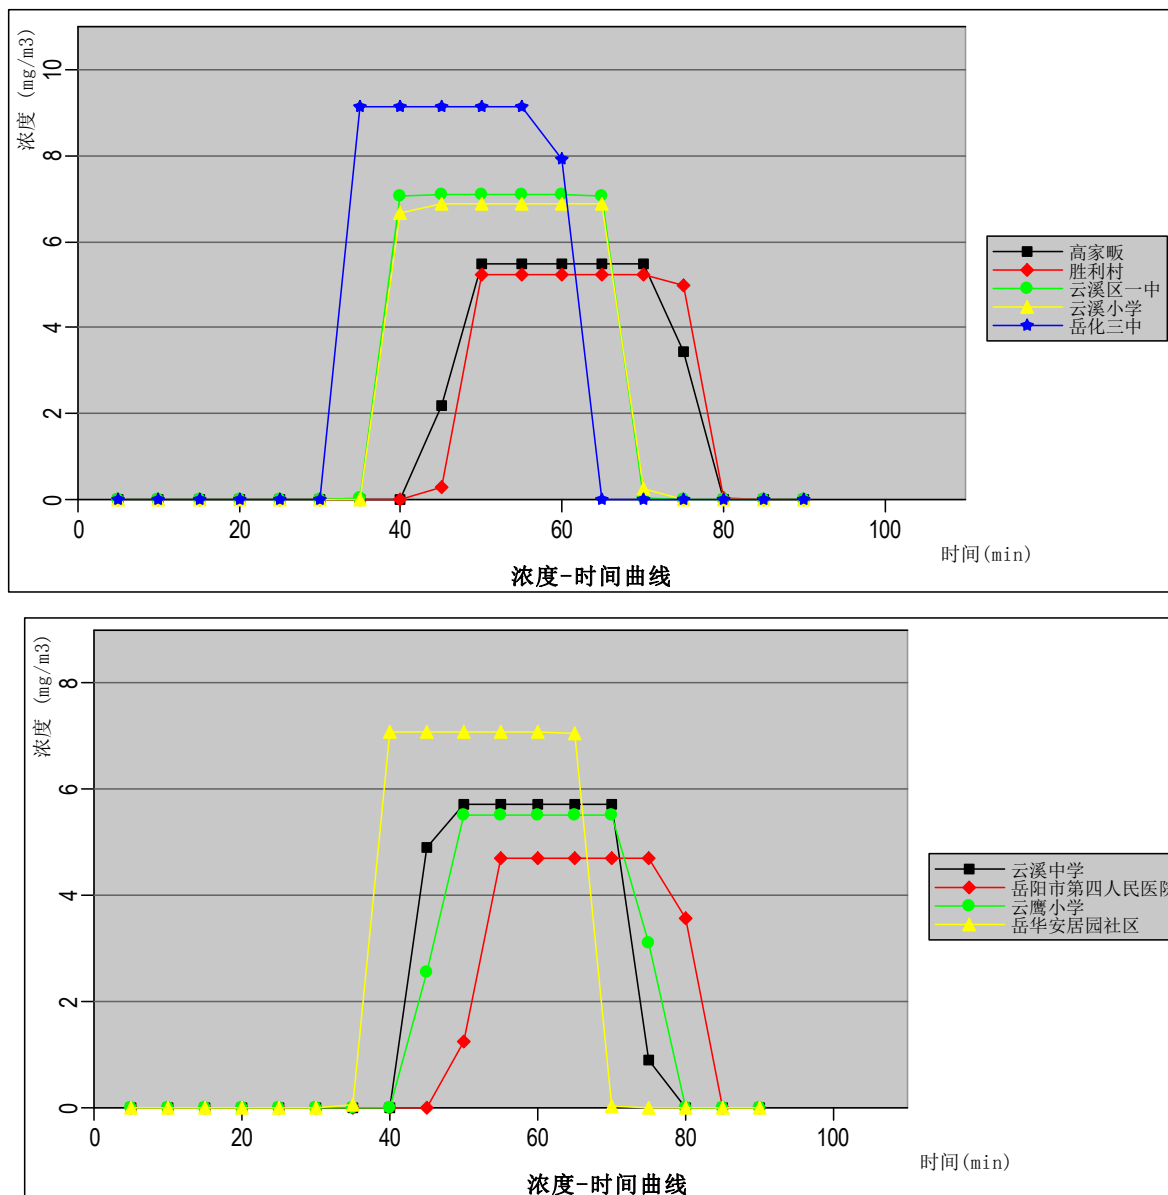 浓度 (mg/m3)
10
8
6
4
2
0
0 20 40 60 80 100
时间(min)
浓度-时间曲线
高家畈
胜利村
云溪区一中
云溪小学
岳化三中
浓度 (mg/m3)
8
6
4
2
0
0 20 40 60 80 100
时间(min)
浓度-时间曲线
云溪中学
岳阳市第四人民医院
云鹰小学
岳华安居园社区